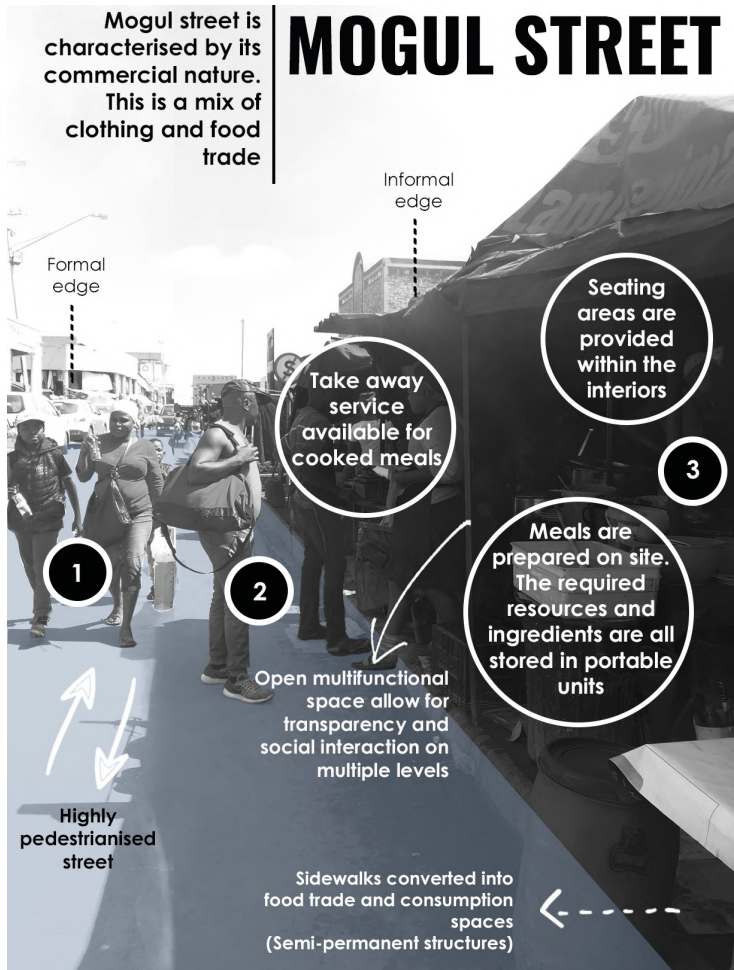 Mogul street is
characterised by its
commercial nature.
This is a mix of
clothing and food
trade
MOGUL STREET
Informal
edge
Formal
edge
Seating
areas are
provided
within the
interiors
Take away
service
available for
cooked meals
3
Meals are
prepared on site.
The required
resources and
ingredients are all
stored in portable
units
1
2
Open multifunctional
space allow for
transparency and
social interaction on
multiple levels
Highly
pedestrianised
street
Sidewalks converted into
food trade and consumption
spaces
(Semi-permanent structures)